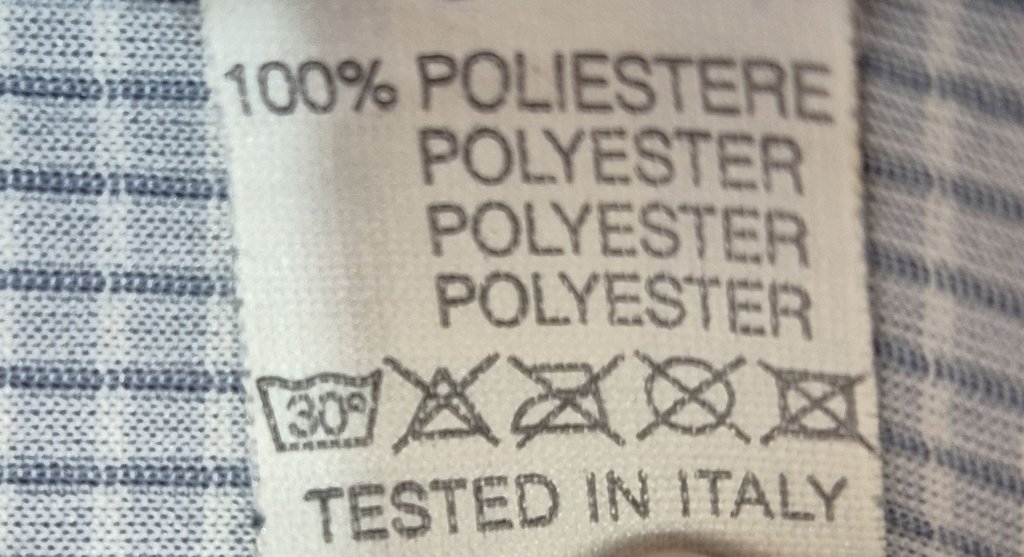 100% POLIESTERE
POLYESTER
POLYESTER
POLYESTER
30°
TESTED IN ITALY